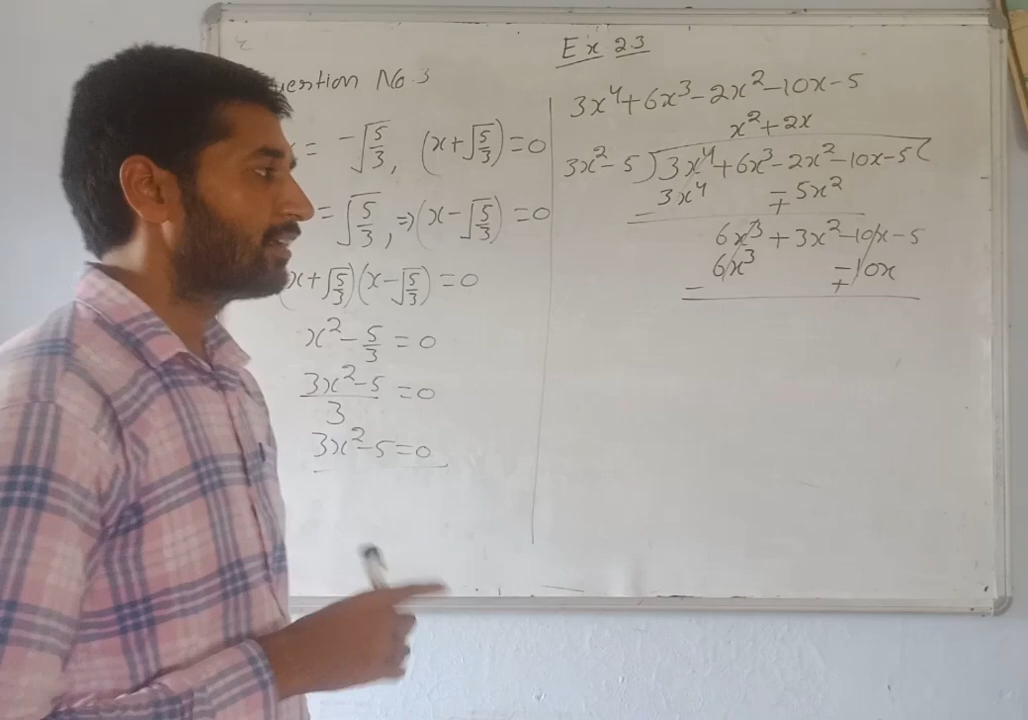 Ex 2.3
uestion No 3
x = -√5/3, (x+√5/3)=0
= √5/3, ⇒ (x-√5/3)=0
(x+√5/3)(x-√5/3)=0
x²-5/3=0
3x²-5/3=0
3x²-5=0
3x⁴+6x³-2x²-10x-5
x²+2x
3x²-5)3x⁴+6x³-2x²-10x-5(
3x⁴ ∓5x²
-
6x³+3x²-10x-5
6x³ -10x
- +